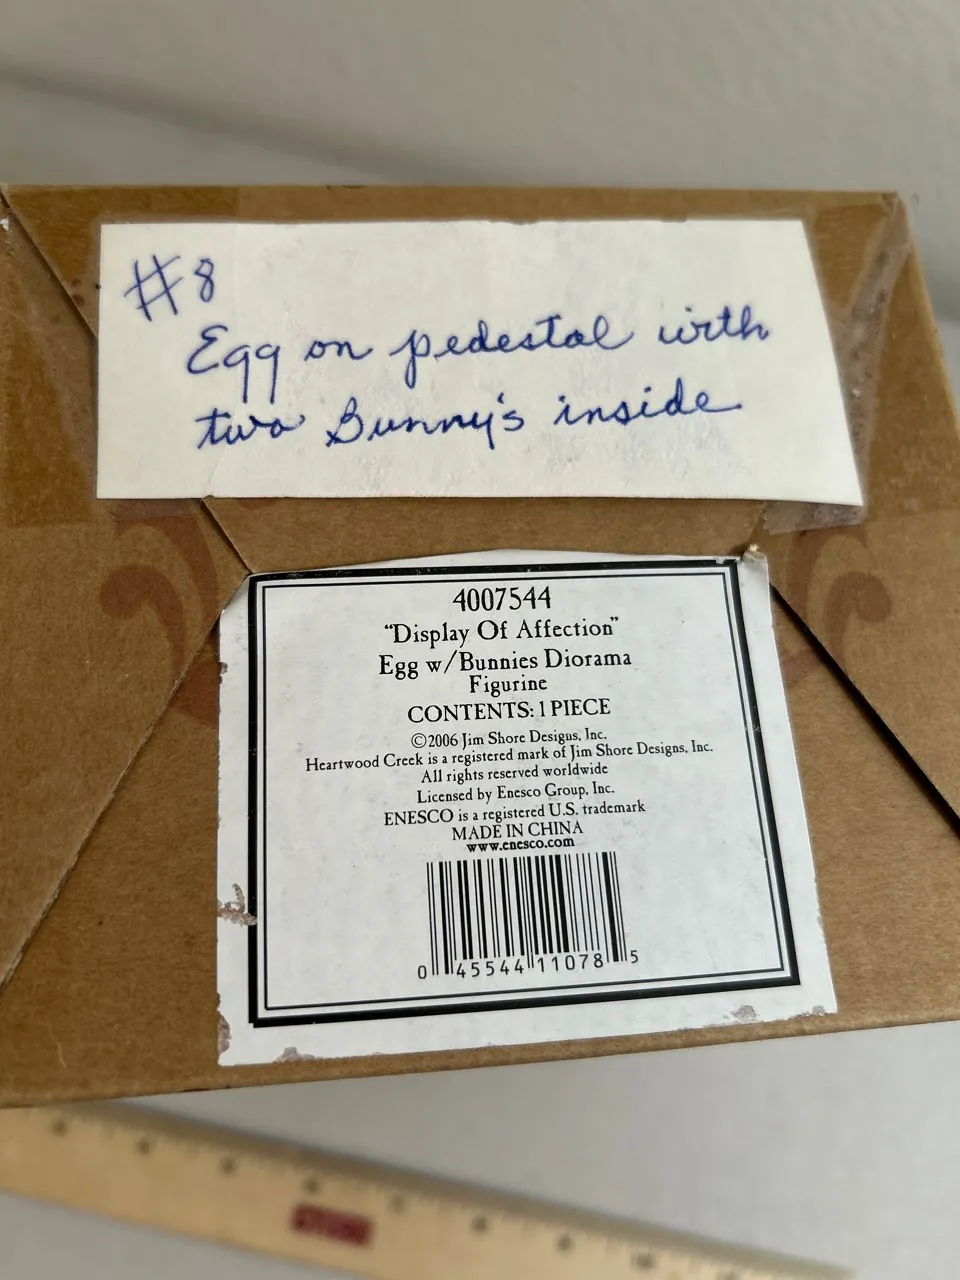 #8
Egg on pedestal with
two Bunny's inside
4007544
"Display Of Affection"
Egg w/Bunnies Diorama
Figurine
CONTENTS: 1 PIECE
©2006 Jim Shore Designs, Inc.
Heartwood Creek is a registered mark of Jim Shore Designs, Inc.
All rights reserved worldwide
Licensed by Enesco Group, Inc.
ENESCO is a registered U.S. trademark
MADE IN CHINA
www.enesco.com
0 45544 11078 5